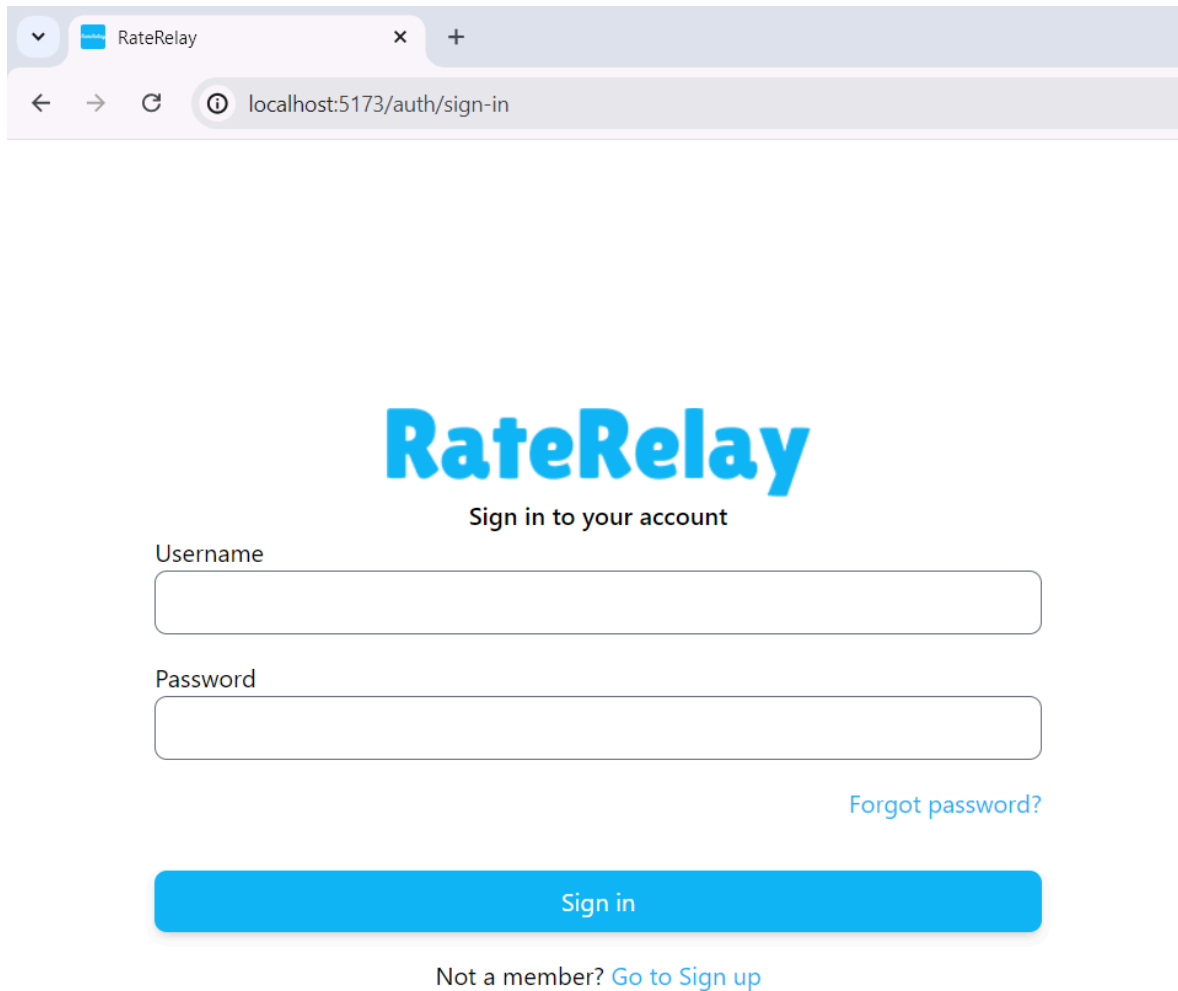 RateRelay
localhost:5173/auth/sign-in
RateRelay
Sign in to your account
Username
Password
Forgot password?
Sign in
Not a member? Go to Sign up